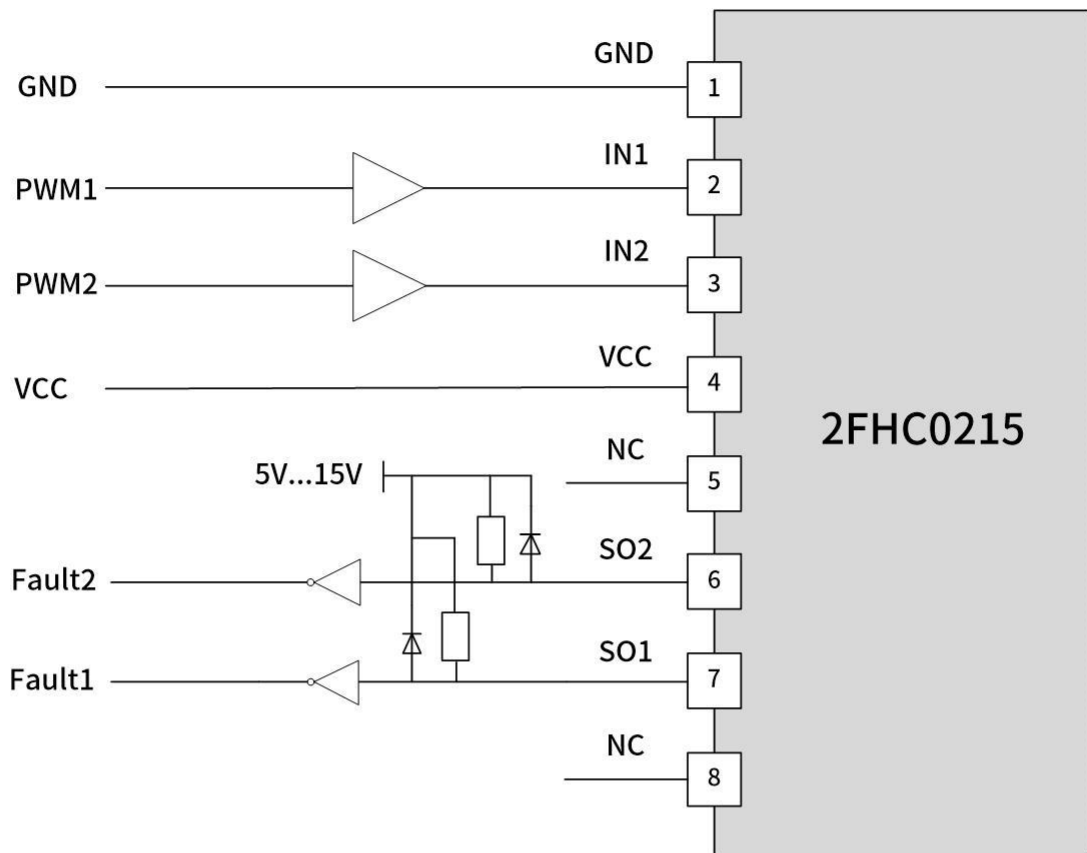 GND
GND
1
PWM1
IN1
2
PWM2
IN2
3
VCC
VCC
4
2FHC0215
NC
5
5V...15V
Fault2
SO2
6
Fault1
SO1
7
NC
8